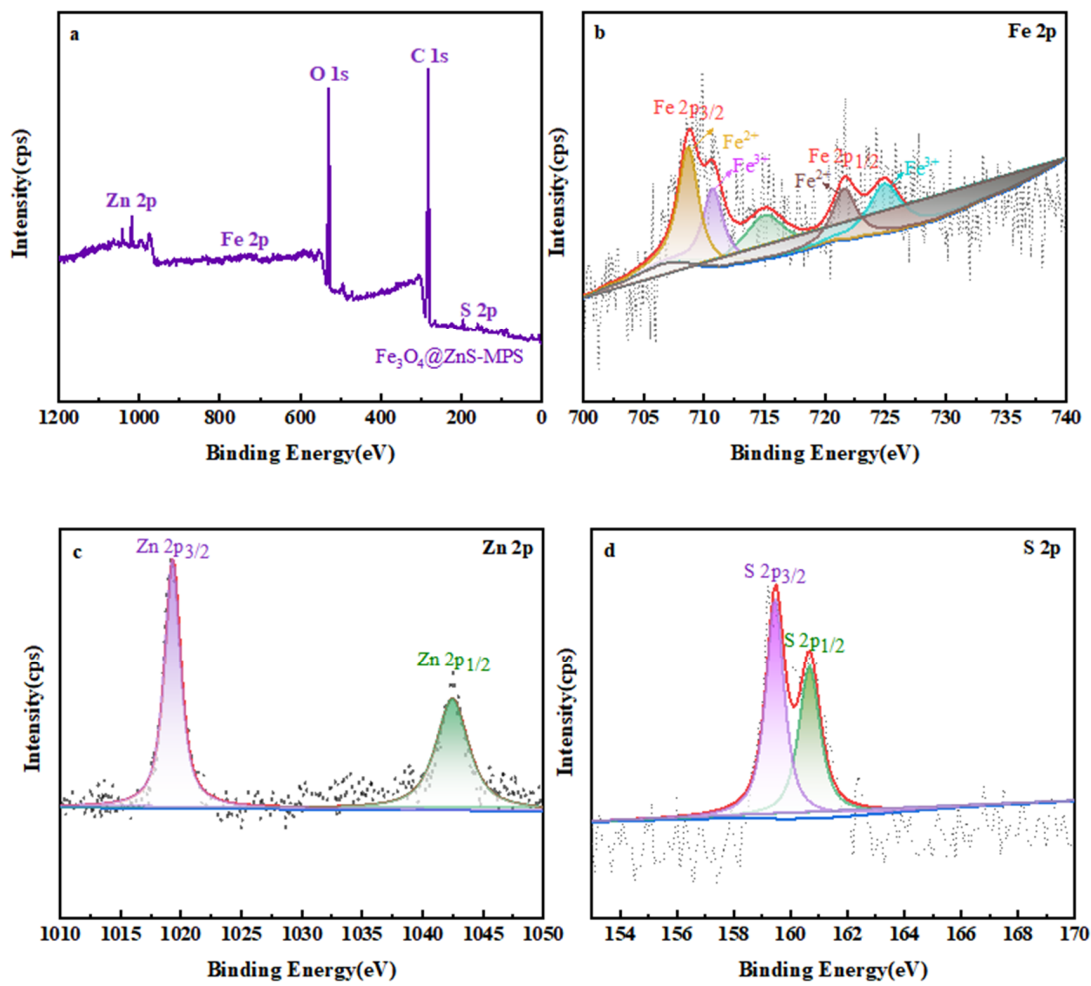 a
C 1s
O 1s
Zn 2p
Fe 2p
S 2p
Fe₃O₄@ZnS-MPS
Intensity(cps)
1200 1000 800 600 400 200 0
Binding Energy(eV)
b
Fe 2p
Fe 2p3/2
Fe²⁺
Fe³⁺
Fe 2p1/2
Fe²⁺
Fe³⁺
Intensity(cps)
700 705 710 715 720 725 730 735 740
Binding Energy(eV)
c
Zn 2p
Zn 2p3/2
Zn 2p1/2
Intensity(cps)
1010 1015 1020 1025 1030 1035 1040 1045 1050
Binding Energy(eV)
d
S 2p
S 2p3/2
S 2p1/2
Intensity(cps)
154 156 158 160 162 164 166 168 170
Binding Energy(eV)